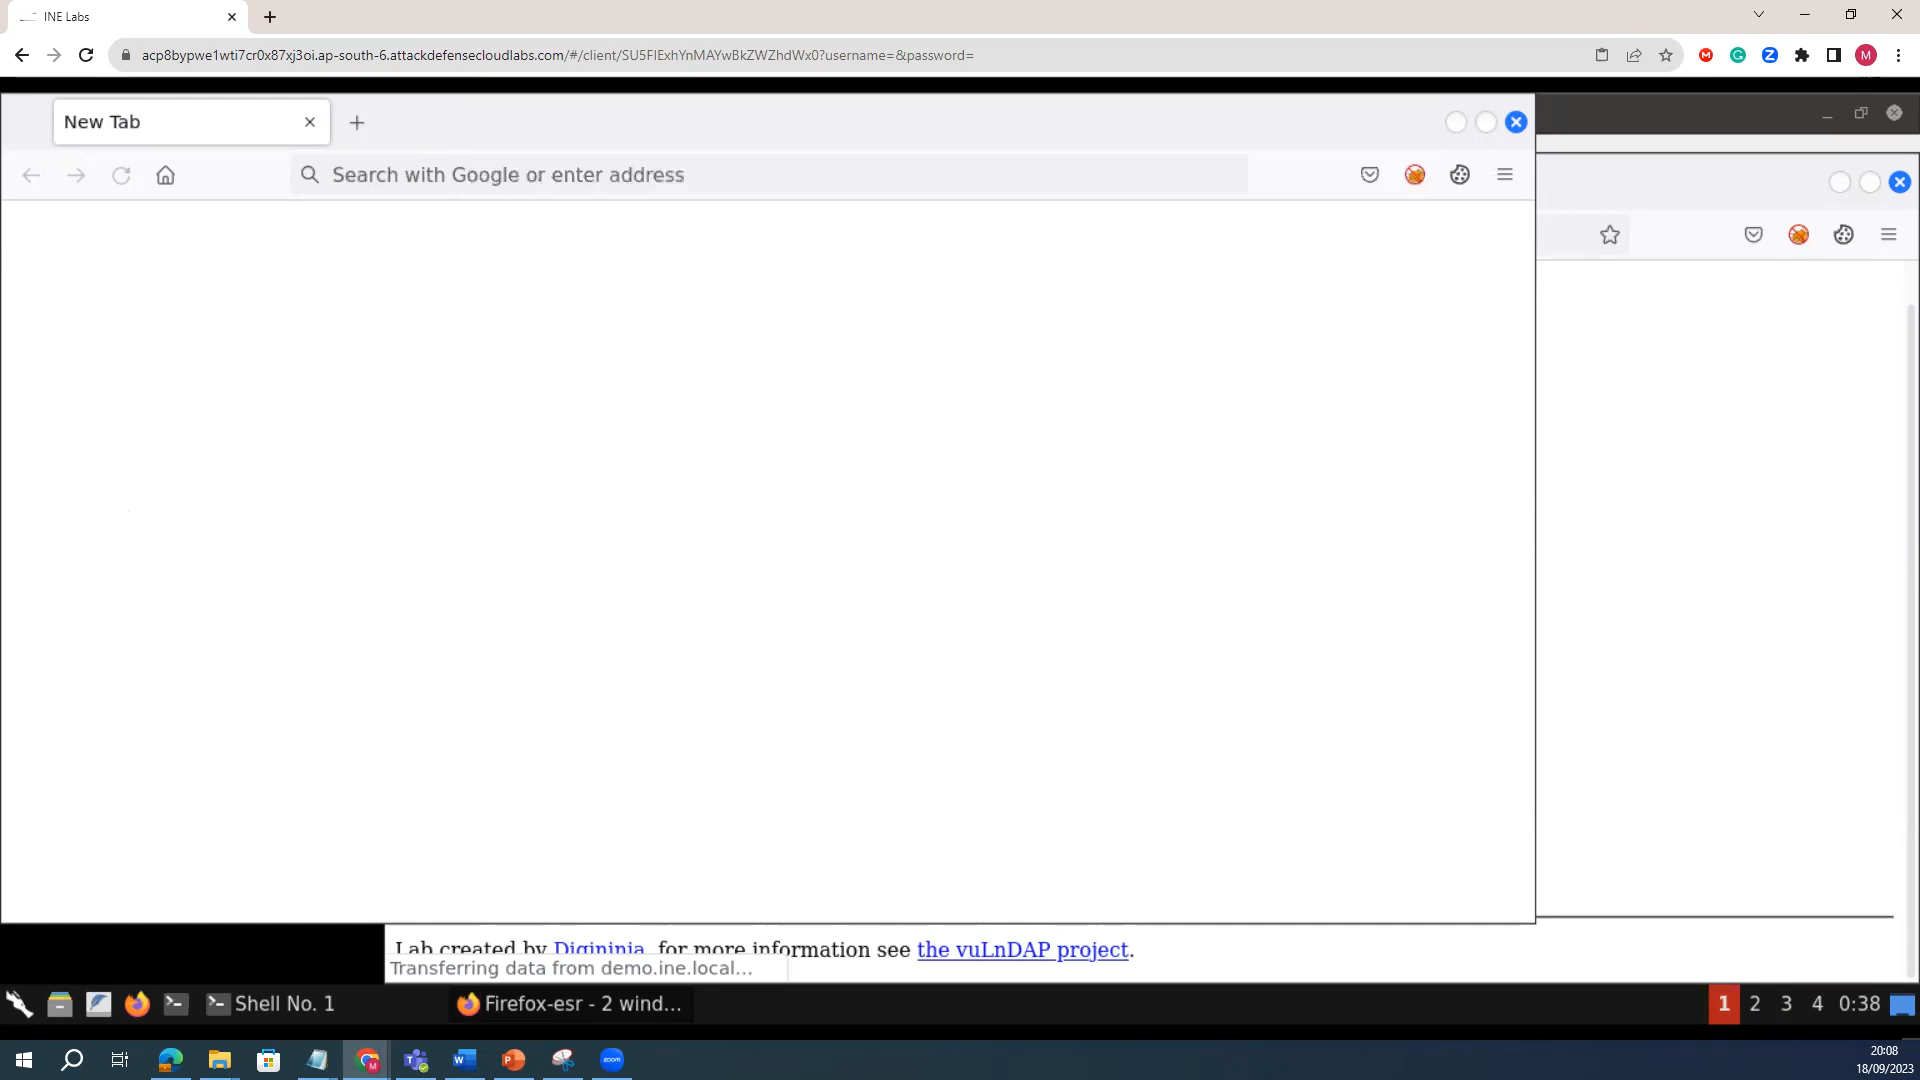 INE Labs
acp8bypwe1wti7cr0x87xj3oi.ap-south-6.attackdefensecloudlabs.com/#/client/SU5FIExhYnMAYwBkZWZhdWx0?username=&password=
New Tab
Search with Google or enter address
Lab created by Digininja, for more information see the vuLnDAP project.
Transferring data from demo.ine.local...
Shell No. 1
Firefox-esr - 2 wind...
1 2 3 4 0:38
20:08
18/09/2023